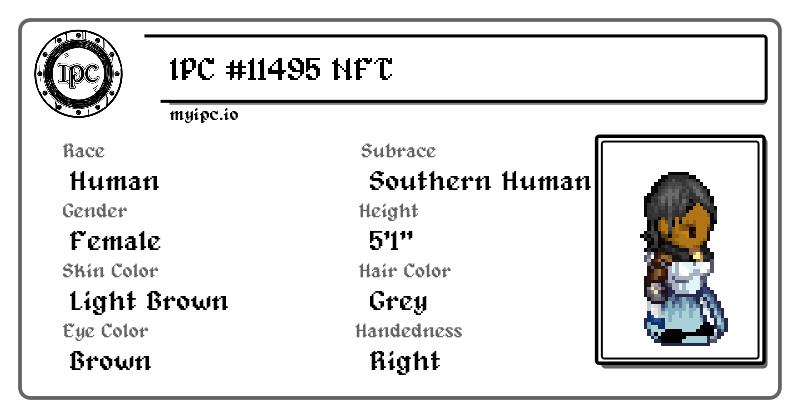 IPC
IPC #11495 NFT
myipc.io
Race
Human
Subrace
Southern Human
Gender
Female
Height
5'1"
Skin Color
Light Brown
Hair Color
Grey
Eye Color
Brown
Handedness
Right